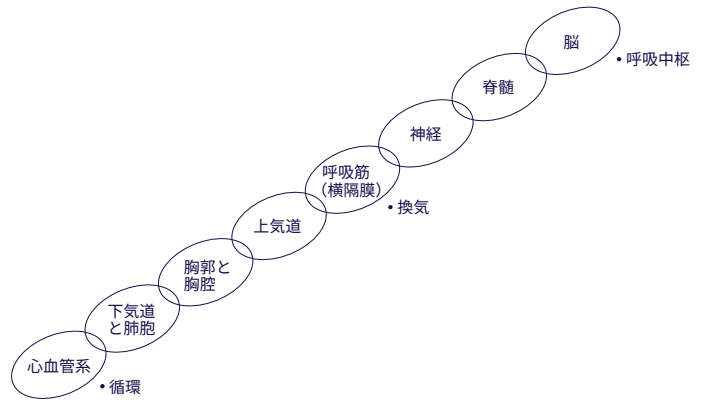 脳
• 呼吸中枢
脊髄
神経
呼吸筋
（横隔膜）
• 換気
上気道
胸郭と
胸腔
下気道
と肺胞
心血管系
• 循環